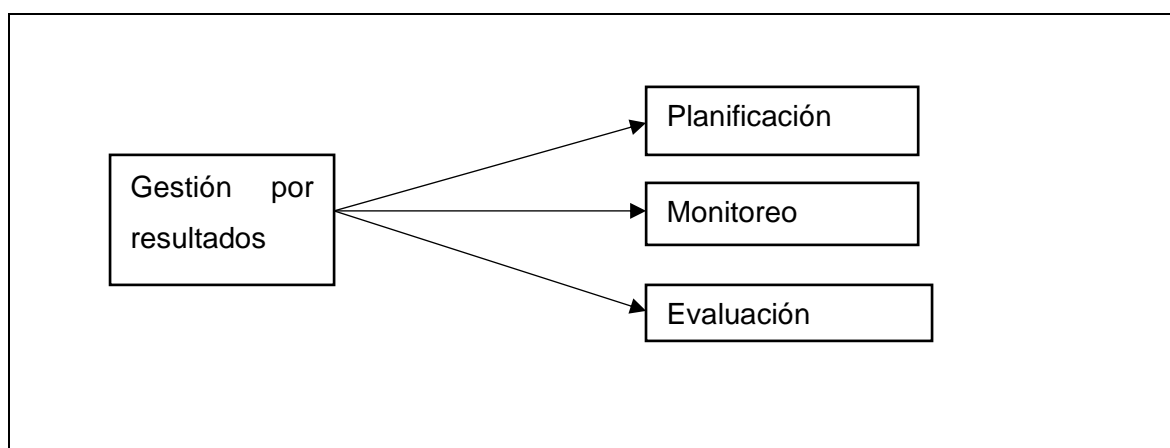 Gestión por
resultados
Planificación
Monitoreo
Evaluación